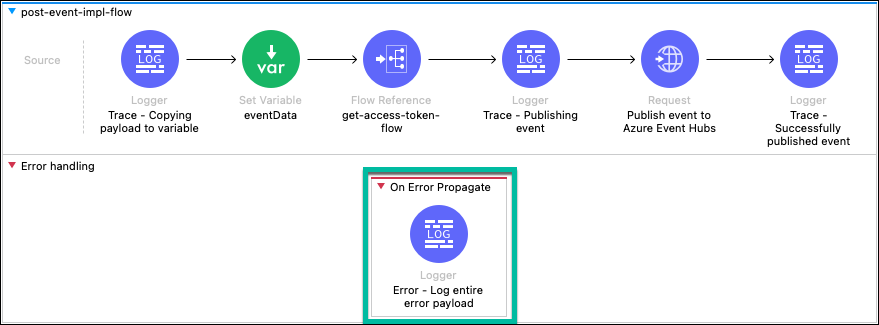 post-event-impl-flow
Source
LOG
Logger
Trace - Copying
payload to variable
var
Set Variable
eventData
Flow Reference
get-access-token-
flow
LOG
Logger
Trace - Publishing
event
Request
Publish event to
Azure Event Hubs
LOG
Logger
Trace -
Successfully
published event
Error handling
On Error Propagate
LOG
Logger
Error - Log entire
error payload